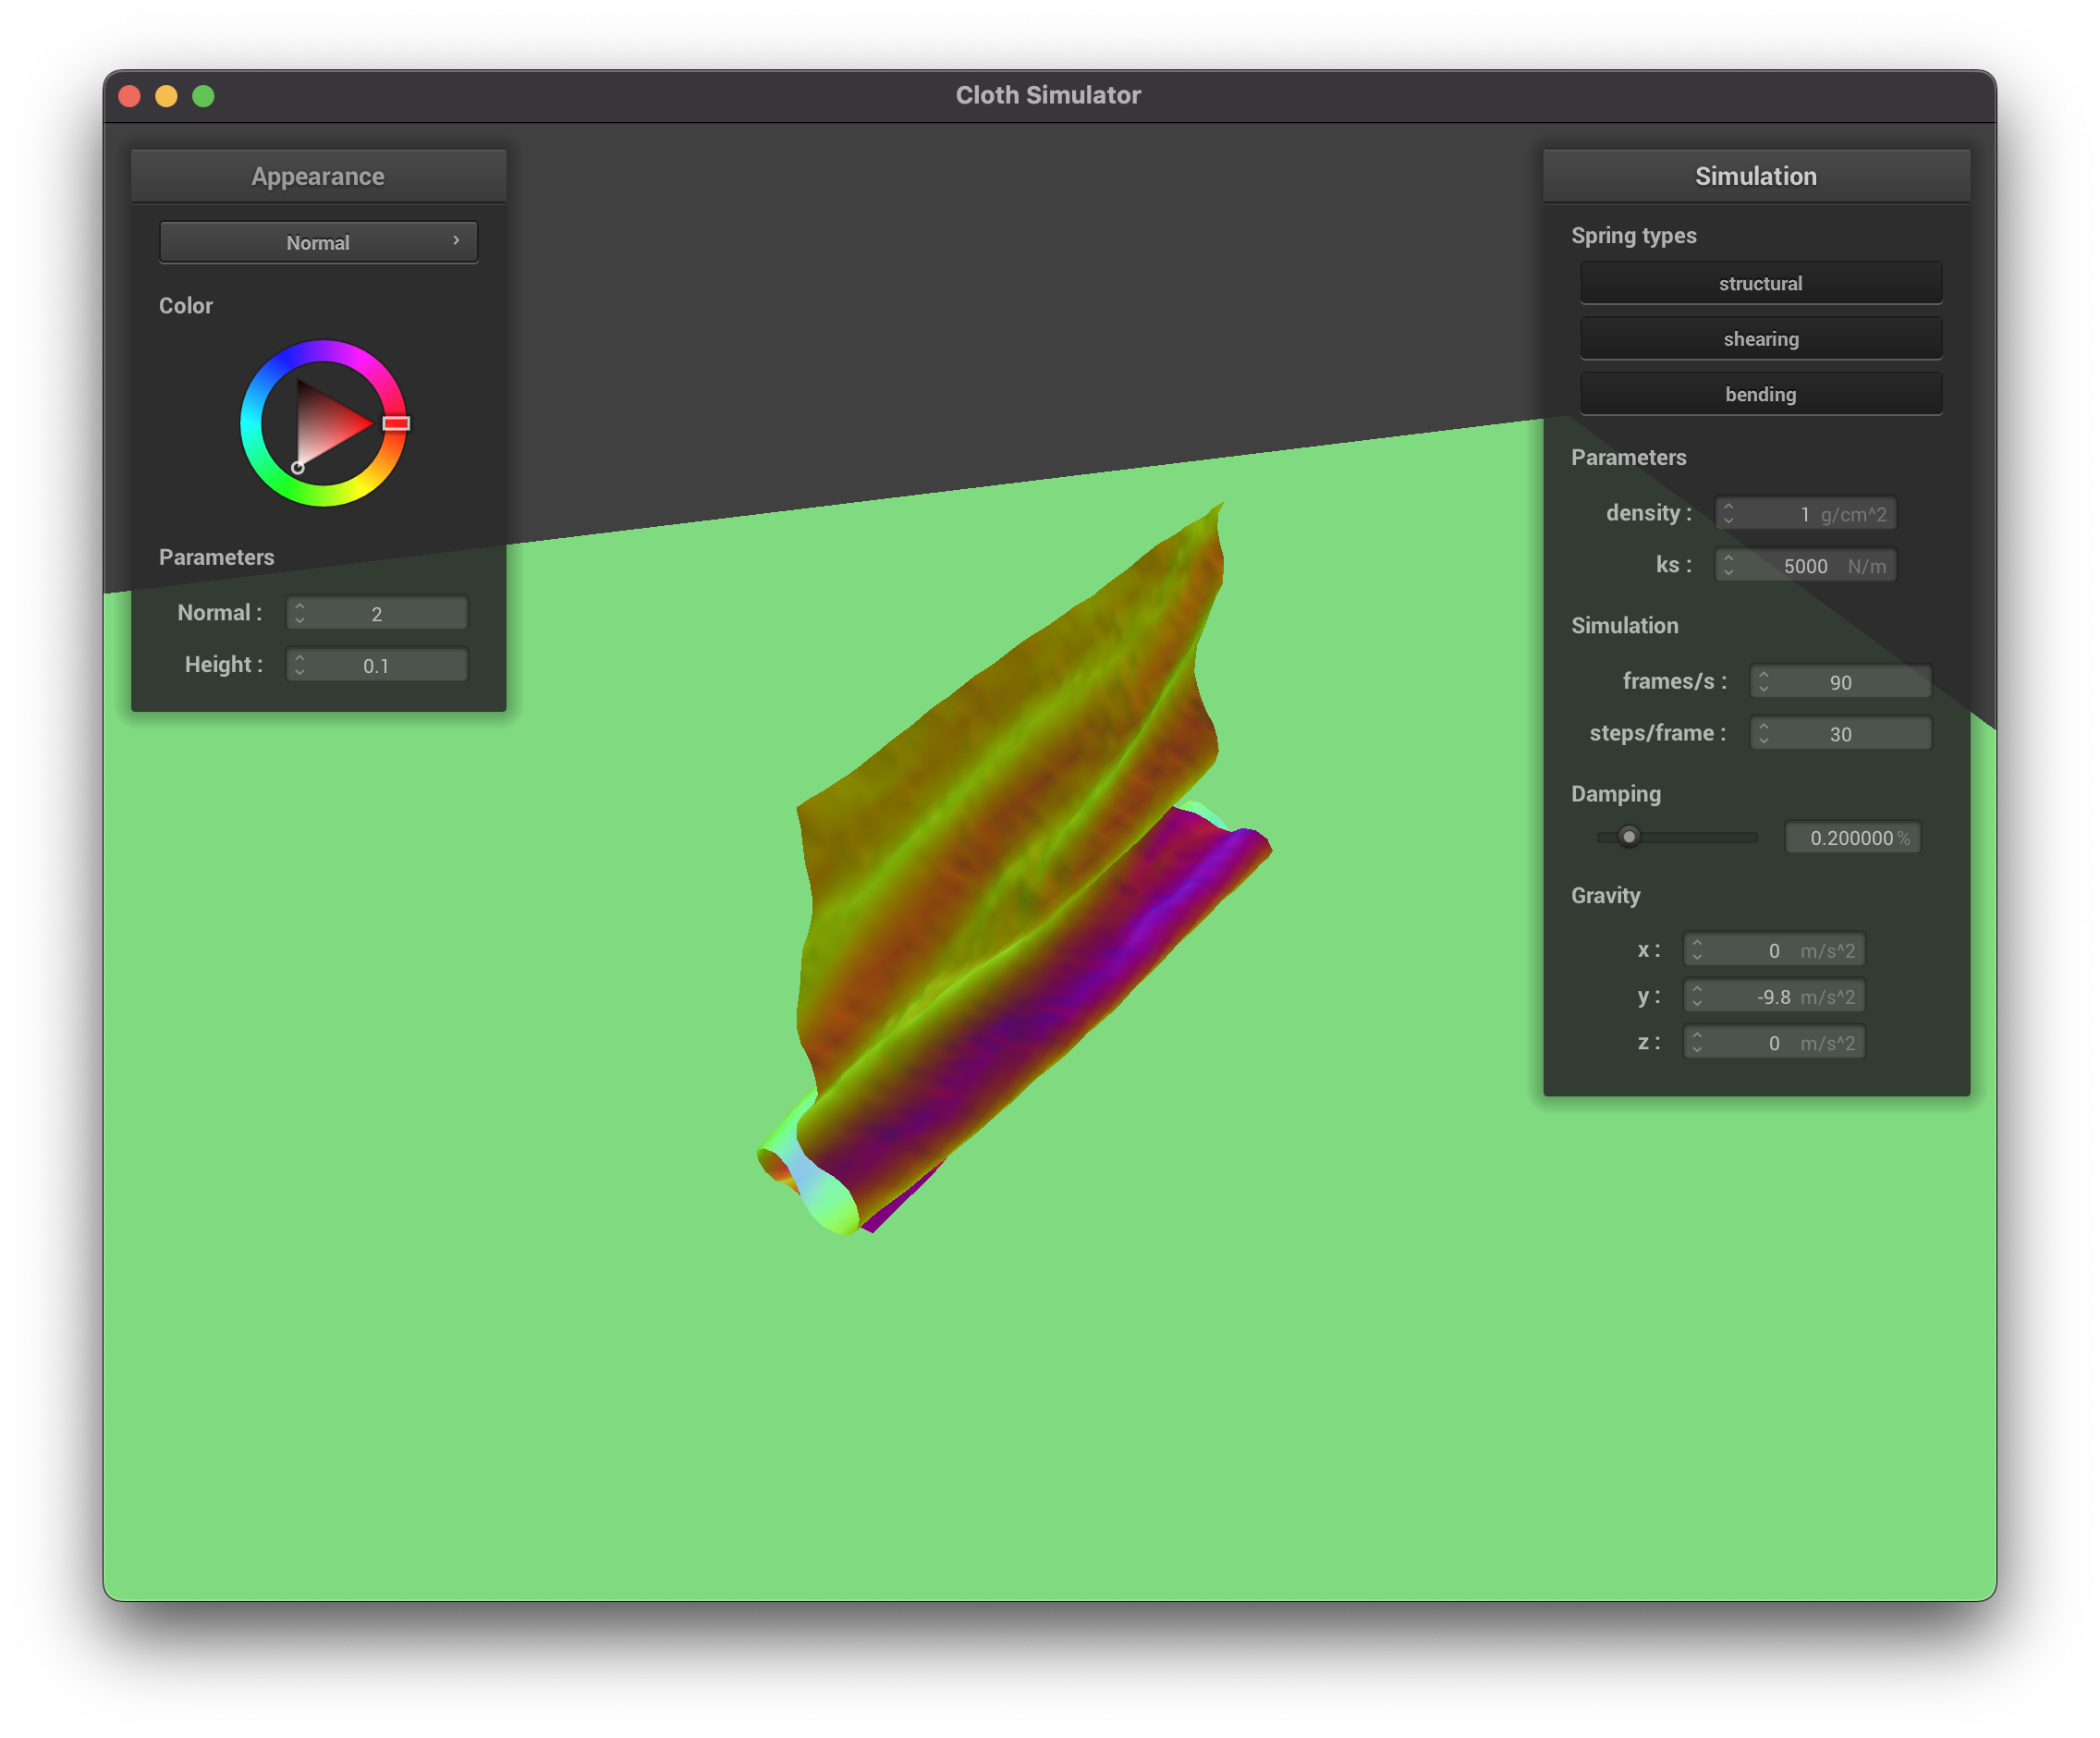 Cloth Simulator
Appearance
Normal
Color
Parameters
Normal : 2
Height : 0.1
Simulation
Spring types
structural
shearing
bending
Parameters
density : 1 g/cm^2
ks : 5000 N/m
Simulation
frames/s : 90
steps/frame : 30
Damping
0.200000 %
Gravity
x : 0 m/s^2
y : -9.8 m/s^2
z : 0 m/s^2